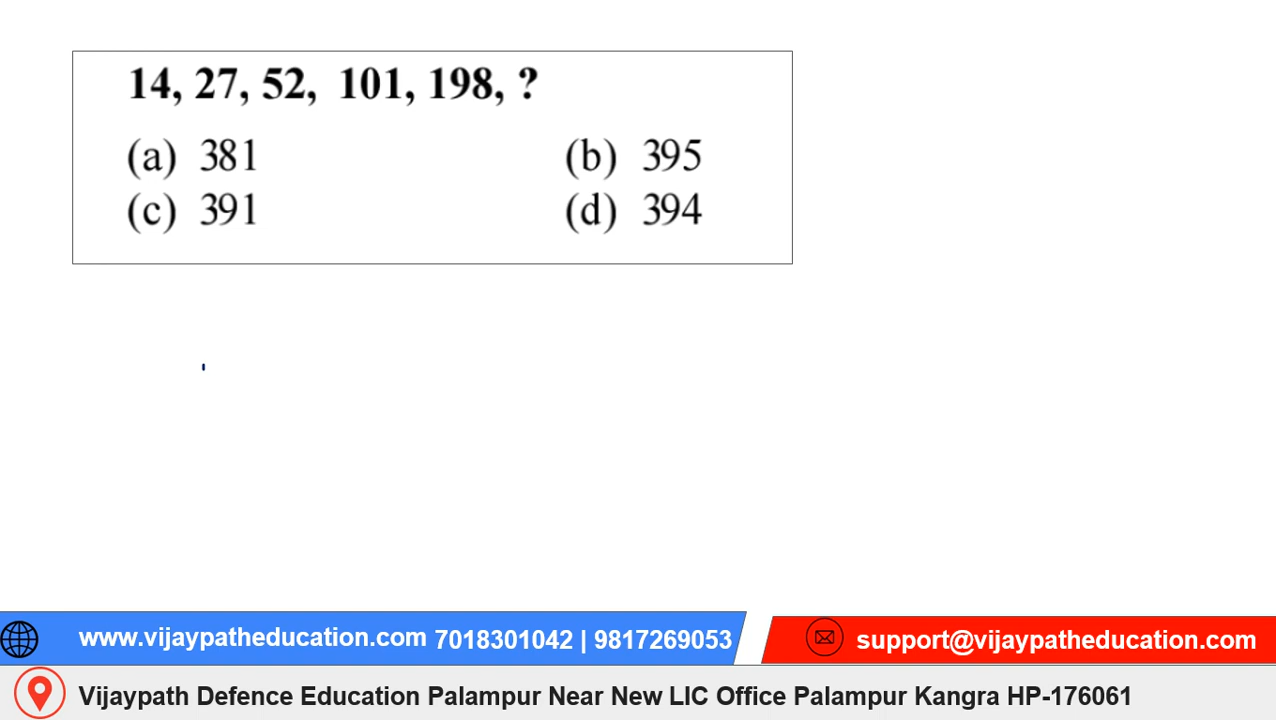 14, 27, 52, 101, 198, ?
(a) 381 (b) 395
(c) 391 (d) 394
www.vijaypatheducation.com 7018301042 | 9817269053 support@vijaypatheducation.com
Vijaypath Defence Education Palampur Near New LIC Office Palampur Kangra HP-176061